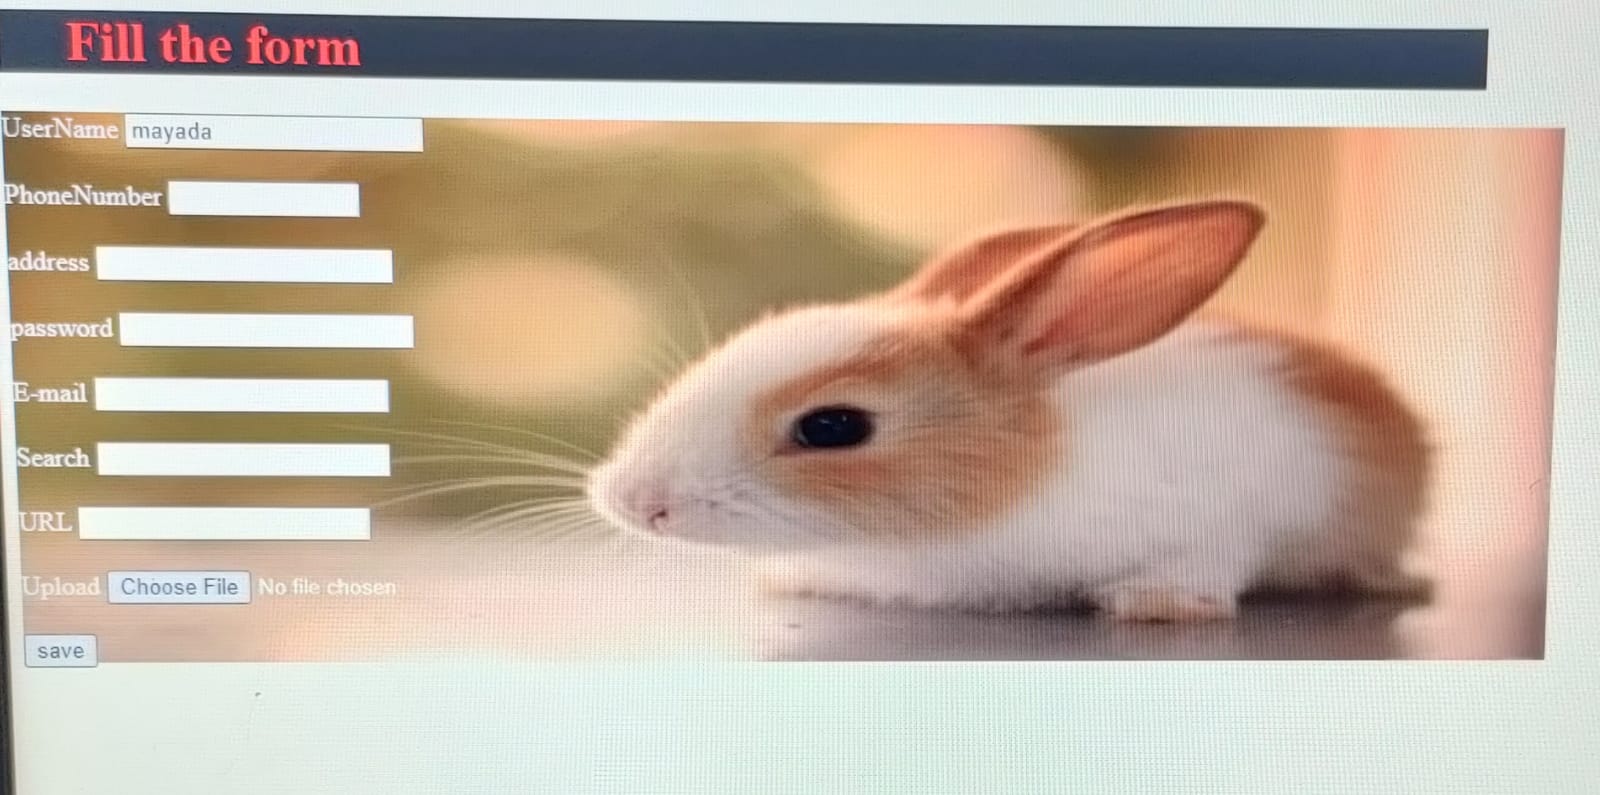 Fill the form
UserName mayada
PhoneNumber
address
password
E-mail
Search
URL
Upload Choose File No file chosen
save